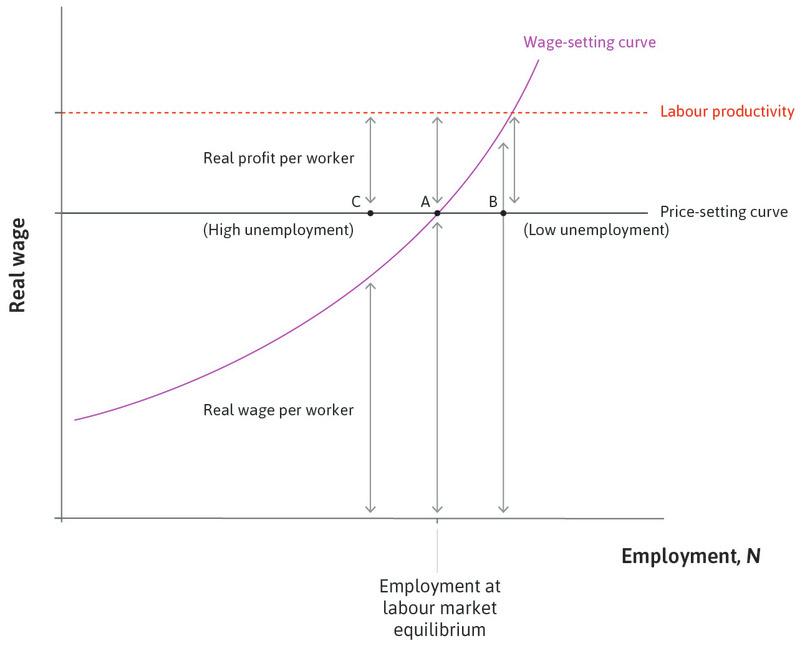 Wage-setting curve
Labour productivity
Real profit per worker
C
A
B
Price-setting curve
(High unemployment)
(Low unemployment)
Real wage
Real wage per worker
Employment, N
Employment at
labour market
equilibrium